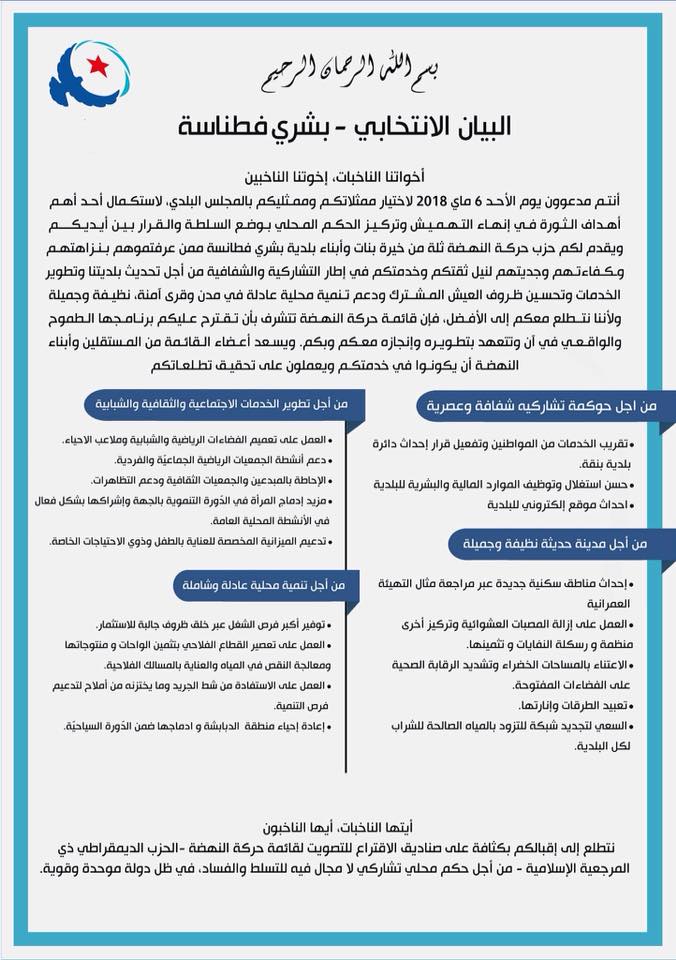 بسم الله الرحمان الرحيم
البيان الانتخابي - بشري فطناسة
أخواتنا الناخبات، إخوتنا الناخبين
أنتم مدعوون يوم الأحد 6 ماي 2018 لاختيار ممثلاتكم وممثليكم بالمجلس البلدي، لاستكمال أحد أهم
أهداف الثورة في إنهاء التهميش وتركيز الحكم المحلي بوضع السلطة والقرار بين أيديكم
ويقدم لكم حزب حركة النهضة ثلة من خيرة بنات وأبناء بلدية بشري فطانسة ممن عرفتموهم بنزاهتهم
وكفاءتهم وجديتهم لنيل ثقتكم وخدمتكم في إطار التشاركية والشفافية من أجل تحديث بلديتنا وتطوير
الخدمات وتحسين ظروف العيش المشترك ودعم تنمية محلية عادلة في مدن وقرى آمنة، نظيفة وجميلة
ولأننا نتطلع معكم إلى الأفضل، فإن قائمة حركة النهضة تتشرف بأن تقترح عليكم برنامجها الطموح
والواقعي في آن وتتعهد بتطويره وإنجازه معكم وبكم. ويسعد أعضاء القائمة من المستقلين وأبناء
النهضة أن يكونوا في خدمتكم ويعملون على تحقيق تطلعاتكم
من اجل حوكمة تشاركيه شفافة وعصرية
•تقريب الخدمات من المواطنين وتفعيل قرار إحداث دائرة
بلدية بنقة.
•حسن استغلال وتوظيف الموارد المالية والبشرية للبلدية
•احداث موقع إلكتروني للبلدية
من أجل مدينة حديثة نظيفة وجميلة
•إحداث مناطق سكنية جديدة عبر مراجعة مثال التهيئة
العمرانية
•العمل على إزالة المصبات العشوائية وتركيز أخرى
منظمة و رسكلة النفايات و تثمينها.
•الاعتناء بالمساحات الخضراء وتشديد الرقابة الصحية
على الفضاءات المفتوحة.
•تعبيد الطرقات وإنارتها.
•السعي لتجديد شبكة للتزود بالمياه الصالحة للشراب
لكل البلدية.
من أجل تطوير الخدمات الاجتماعية والثقافية والشبابية
•العمل على تعميم الفضاءات الرياضية والشبابية وملاعب الاحياء.
•دعم أنشطة الجمعيات الرياضية الجماعيّة والفردية.
•الإحاطة بالمبدعين والجمعيات الثقافية ودعم التظاهرات.
•مزيد إدماج المرأة في الدّورة التنموية بالجهة وإشراكها بشكل فعال
في الأنشطة المحلية العامة.
•تدعيم الميزانية المخصصة للعناية بالطفل وذوي الاحتياجات الخاصة.
من أجل تنمية محلية عادلة وشاملة
•توفير أكبر فرص الشغل عبر خلق ظروف جالبة للاستثمار.
•العمل على تعصير القطاع الفلاحي بتثمين الواحات و منتوجاتها
ومعالجة النقص في المياه والعناية بالمسالك الفلاحية.
•العمل على الاستفادة من شط الجريد وما يختزنه من أملاح لتدعيم
فرص التنمية.
•إعادة إحياء منطقة الدبابشة و ادماجها ضمن الدّورة السياحيّة.
أيتها الناخبات، أيها الناخبون
نتطلع إلى إقبالكم بكثافة على صناديق الاقتراع للتصويت لقائمة حركة النهضة -الحزب الديمقراطي ذي
المرجعية الإسلامية - من أجل حكم محلي تشاركي لا مجال فيه للتسلط والفساد، في ظل دولة موحدة وقوية.